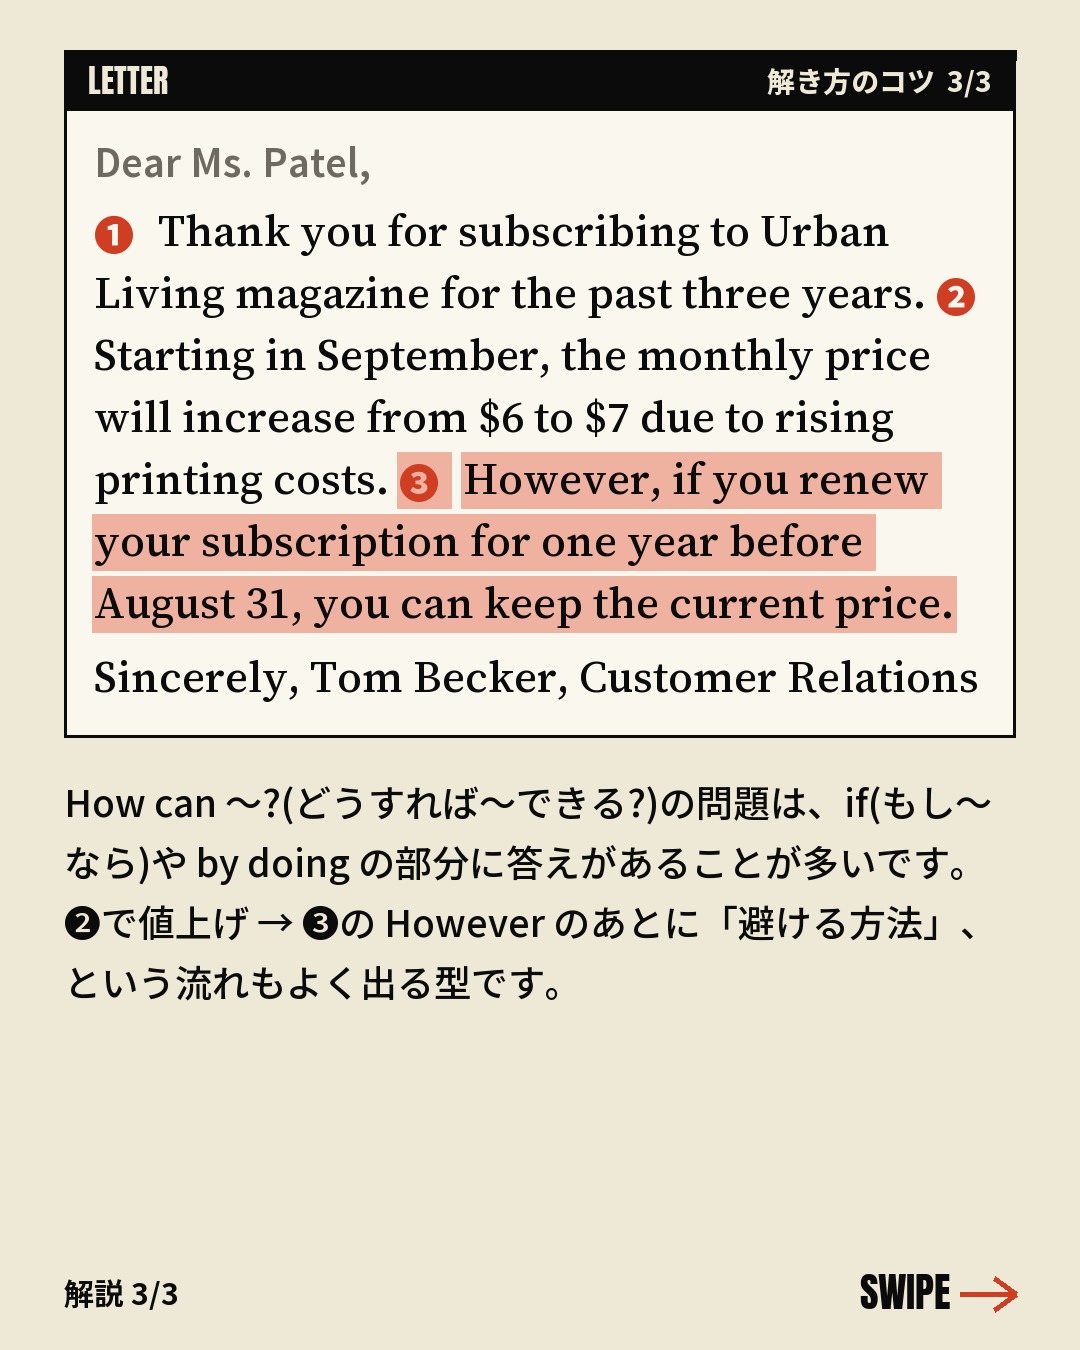 LETTER
解き方のコツ 3/3
Dear Ms. Patel,
❶ Thank you for subscribing to Urban
Living magazine for the past three years. ❷
Starting in September, the monthly price
will increase from $6 to $7 due to rising
printing costs. ❸ However, if you renew
your subscription for one year before
August 31, you can keep the current price.
Sincerely, Tom Becker, Customer Relations
How can 〜?(どうすれば〜できる?)の問題は、if(もし〜
なら)や by doing の部分に答えがあることが多いです。
❷で値上げ → ❸の However のあとに「避ける方法」、
という流れもよく出る型です。
解説 3/3
SWIPE →